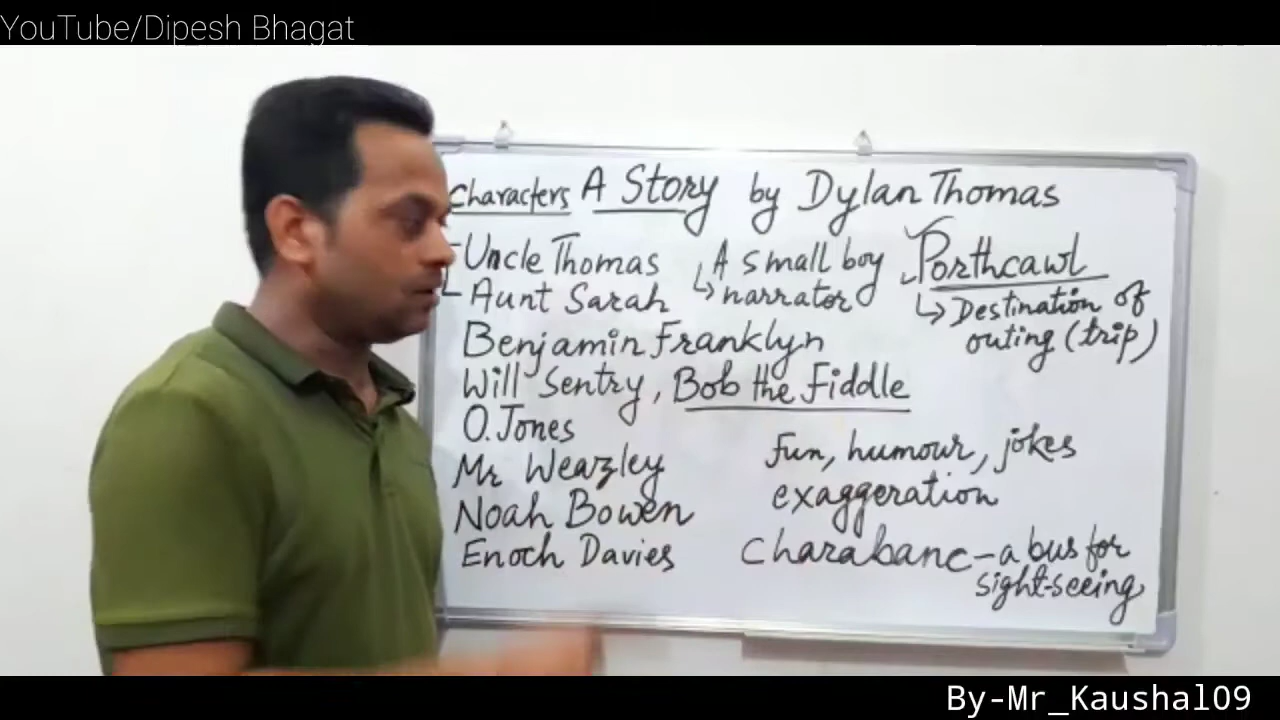 YouTube/Dipesh Bhagat
Characters A Story by Dylan Thomas
Uncle Thomas
Aunt Sarah
A small boy
narrator
Porthcawl
Destination of
outing (trip)
Benjamin Franklyn
Will Sentry, Bob the Fiddle
O. Jones
Mr Weazley
Noah Bowen
Enoch Davies
Fun, humour, jokes
exaggeration
Charabanc - a bus for
sight-seeing
By-Mr_Kaushal09